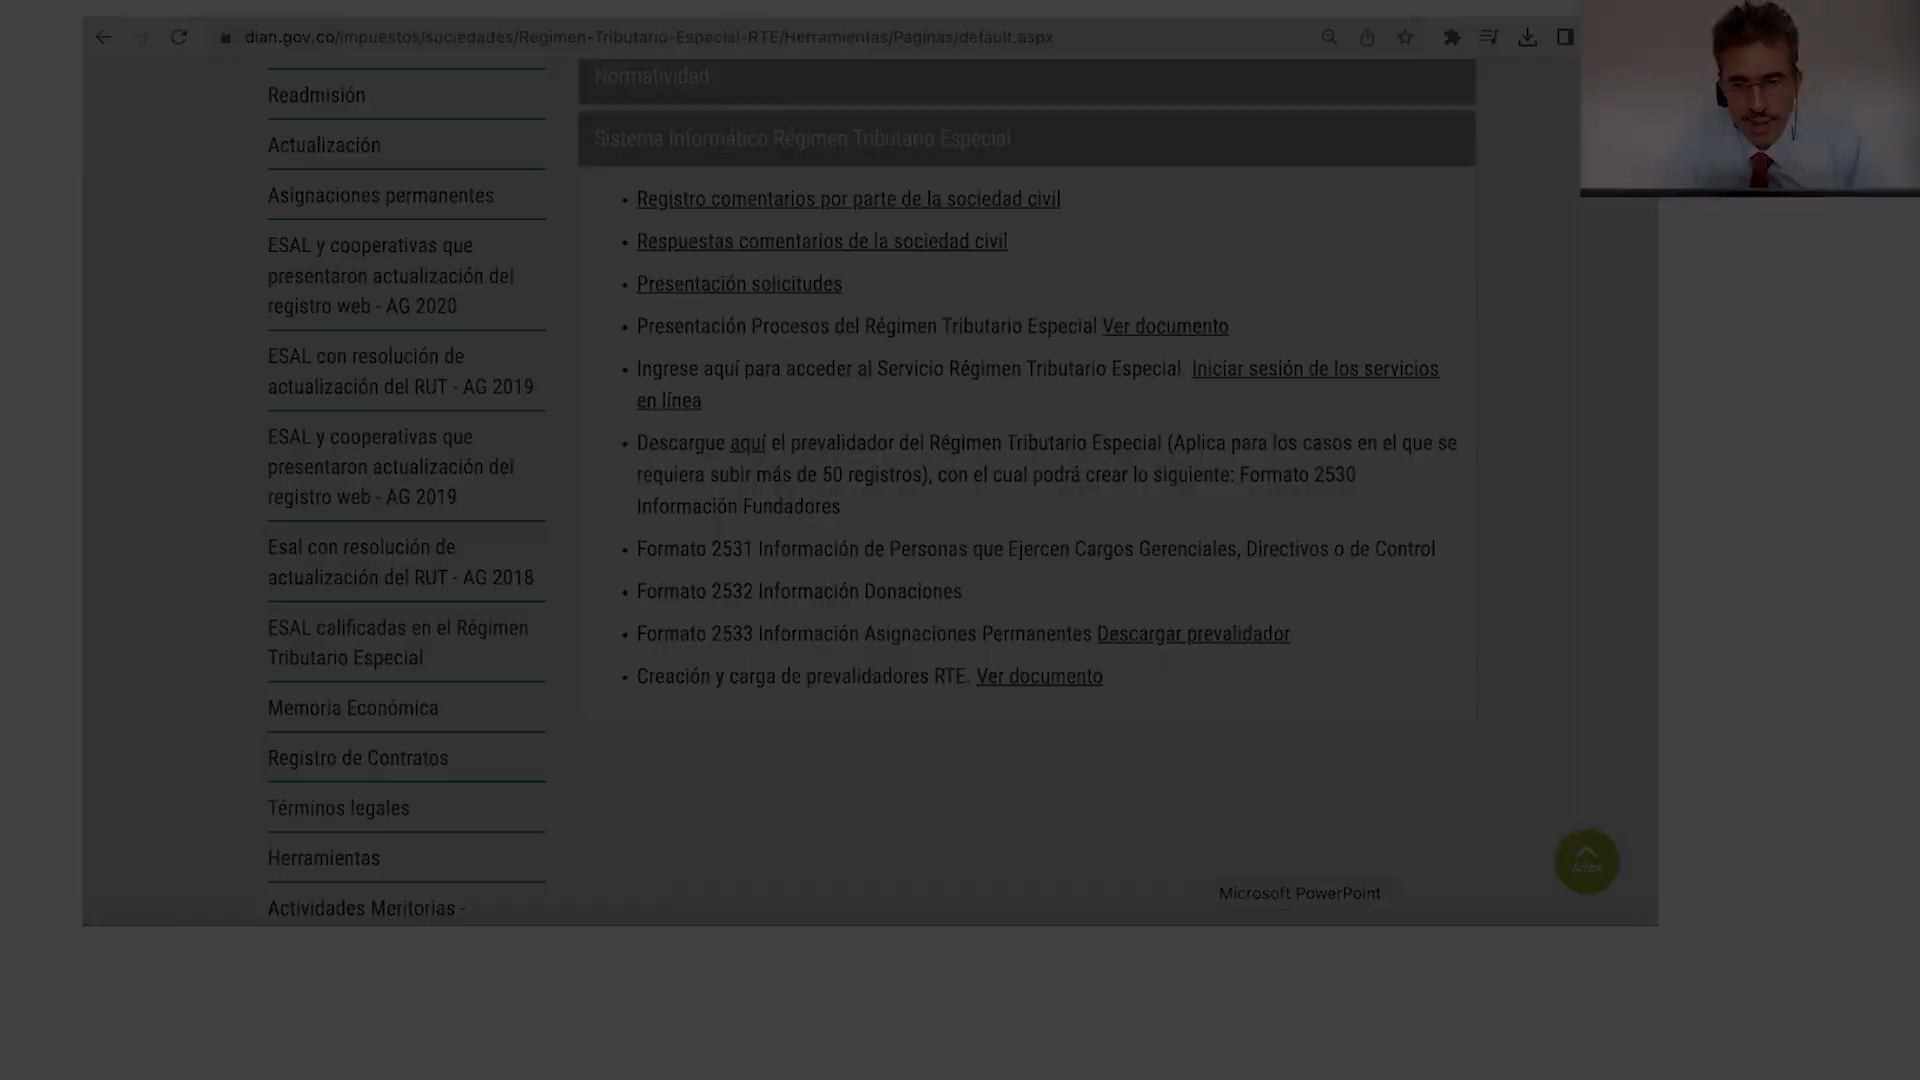 dian.gov.co/impuestos/sociedades/Regimen-Tributario-Especial-RTE/Herramientas/Paginas/default.aspx
Readmisión
Actualización
Asignaciones permanentes
ESAL y cooperativas que
presentaron actualización del
registro web - AG 2020
ESAL con resolución de
actualización del RUT - AG 2019
ESAL y cooperativas que
presentaron actualización del
registro web - AG 2019
Esal con resolución de
actualización del RUT - AG 2018
ESAL calificadas en el Régimen
Tributario Especial
Memoria Económica
Registro de Contratos
Términos legales
Herramientas
Actividades Meritorias -
Normatividad
Sistema Informático Régimen Tributario Especial
• Registro comentarios por parte de la sociedad civil
• Respuestas comentarios de la sociedad civil
• Presentación solicitudes
• Presentación Procesos del Régimen Tributario Especial Ver documento
• Ingrese aquí para acceder al Servicio Régimen Tributario Especial. Iniciar sesión de los servicios
en línea
• Descargue aquí el prevalidador del Régimen Tributario Especial (Aplica para los casos en el que se
requiera subir más de 50 registros), con el cual podrá crear lo siguiente: Formato 2530
Información Fundadores
• Formato 2531 Información de Personas que Ejercen Cargos Gerenciales, Directivos o de Control
• Formato 2532 Información Donaciones
• Formato 2533 Información Asignaciones Permanentes Descargar prevalidador
• Creación y carga de prevalidadores RTE. Ver documento
Arriba
Microsoft PowerPoint